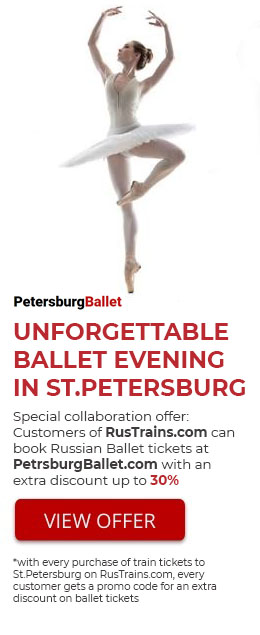 PetersburgBallet
UNFORGETTABLE
BALLET EVENING
IN ST.PETERSBURG
Special collaboration offer:
Customers of RusTrains.com can
book Russian Ballet tickets at
PetrsburgBallet.com with an
extra discount up to 30%
VIEW OFFER
*with every purchase of train tickets to
St.Petersburg on RusTrains.com, every
customer gets a promo code for an extra
discount on ballet tickets